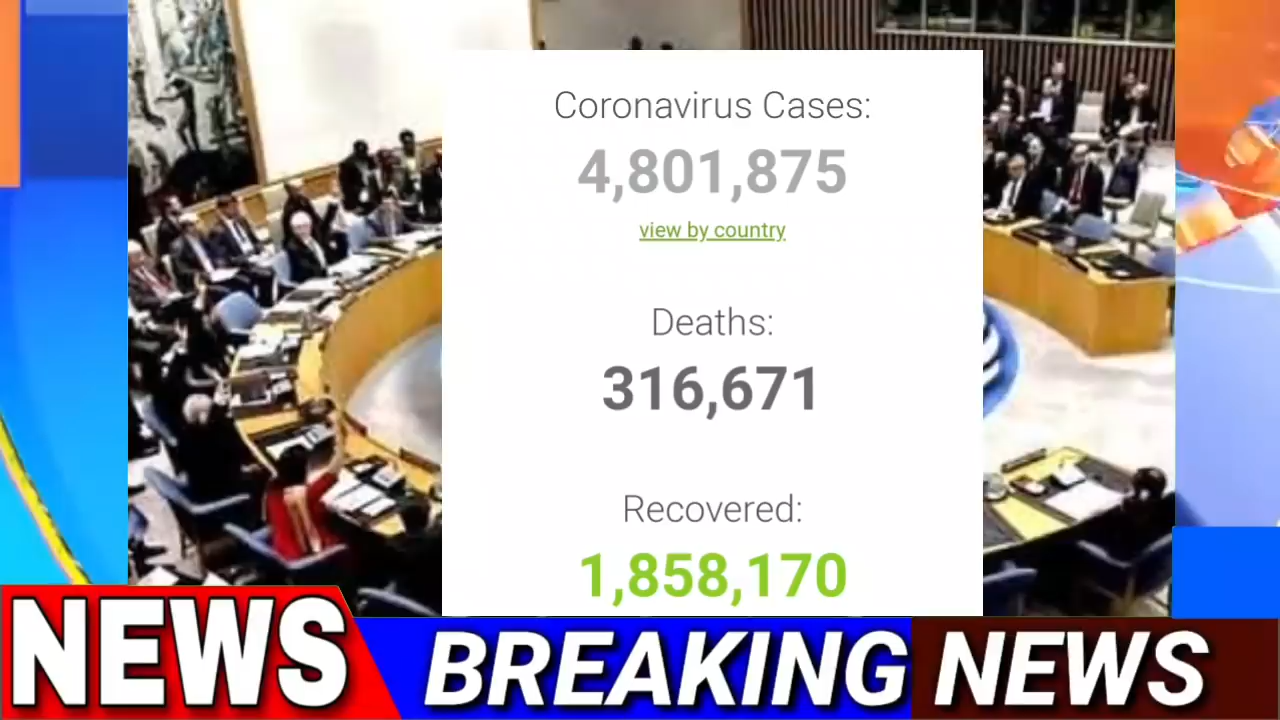 Coronavirus Cases:
4,801,875
view by country
Deaths:
316,671
Recovered:
1,858,170
NEWS
BREAKING NEWS